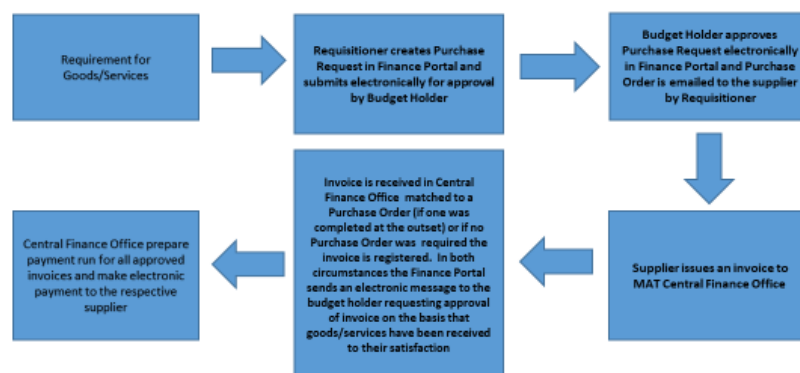 Requirement for
Goods/Services
Requisitioner creates Purchase
Request in Finance Portal and
submits electronically for approval
by Budget Holder
Budget Holder approves
Purchase Request electronically
in Finance Portal and Purchase
Order is emailed to the supplier
by Requisitioner
Supplier issues an invoice to
MAT Central Finance Office
Invoice is received in Central
Finance Office matched to a
Purchase Order (if one was
completed at the outset) or if no
Purchase Order was required the
invoice is registered. In both
circumstances the Finance Portal
sends an electronic message to the
budget holder requesting approval
of invoice on the basis that
goods/services have been received
to their satisfaction
Central Finance Office prepare
payment run for all approved
invoices and make electronic
payment to the respective
supplier